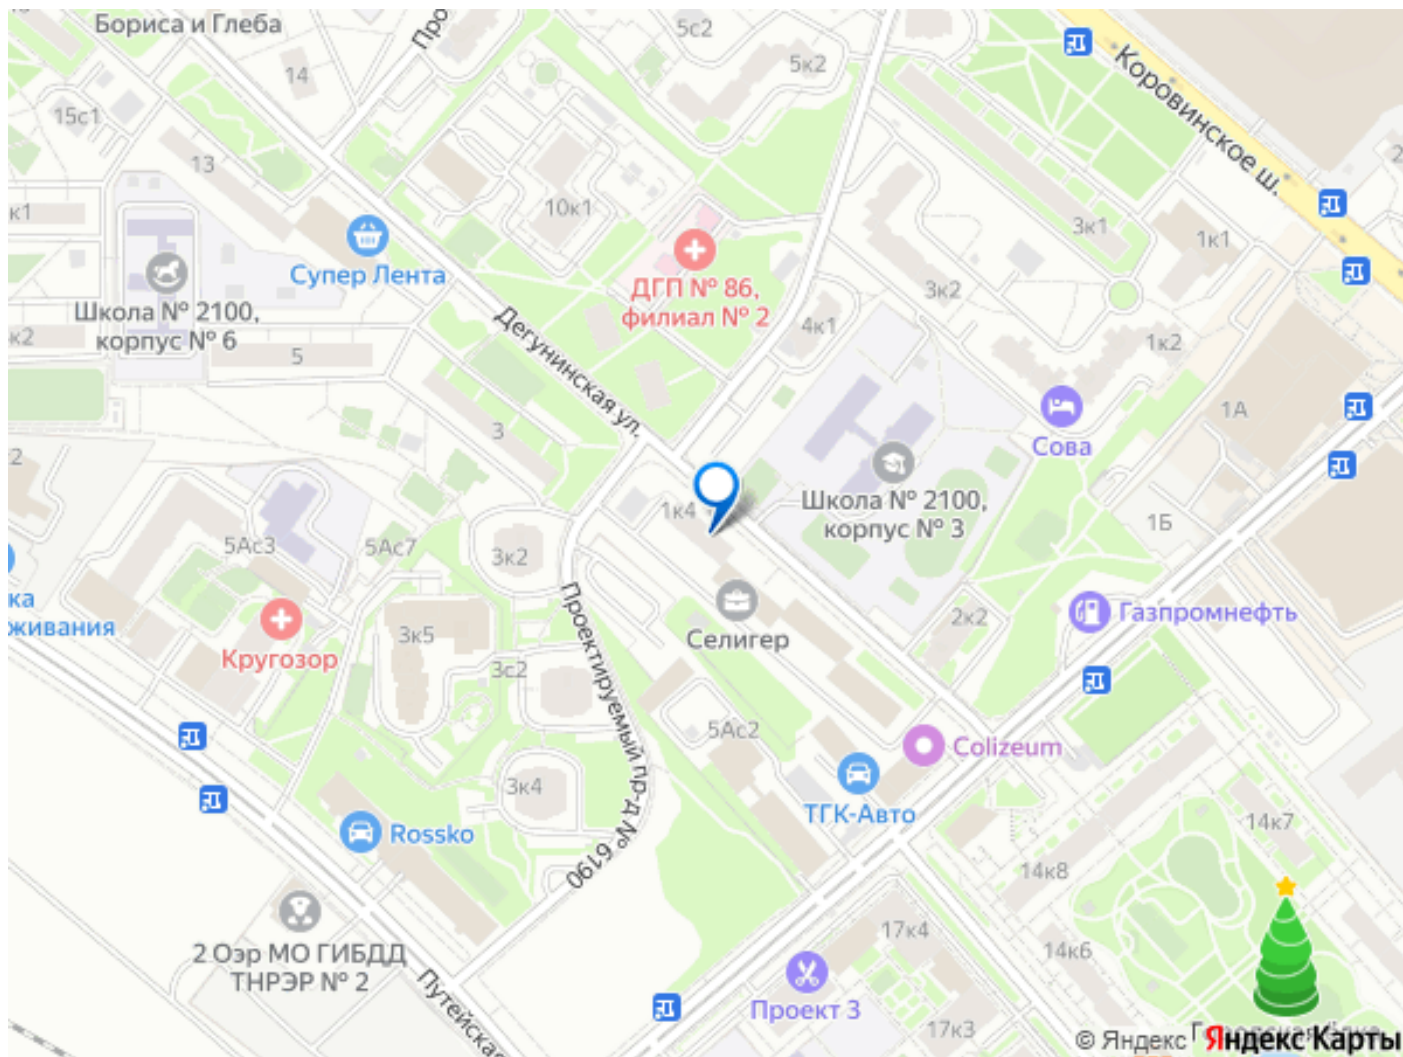 Бориса и Глеба
Про
5с2
5к2
14
15с1
13
Коровинское ш.
2
к1
10к1
3к1
1к1
Супер Лента
Школа № 2100,
корпус № 6
ДГП № 86,
филиал № 2
3к2
4к1
1к2
к2
5
Дегунинская ул.
3
1А
Сова
2
1к4
Школа № 2100,
корпус № 3
1Б
5Ас3
5Ас7
3к2
ка
живания
Кругозор
3к5
3с2
Проектируемый пр-д № 6190
Селигер
2к2
Газпромнефть
5Ас2
Colizeum
3к4
Rossko
ТГК-Авто
14к7
14к8
2 Оэр МО ГИБДД
ТНРЭР № 2
17к4
14к6
Путейская
Проект 3
17к3
© Яндекс
Яндекс Карты